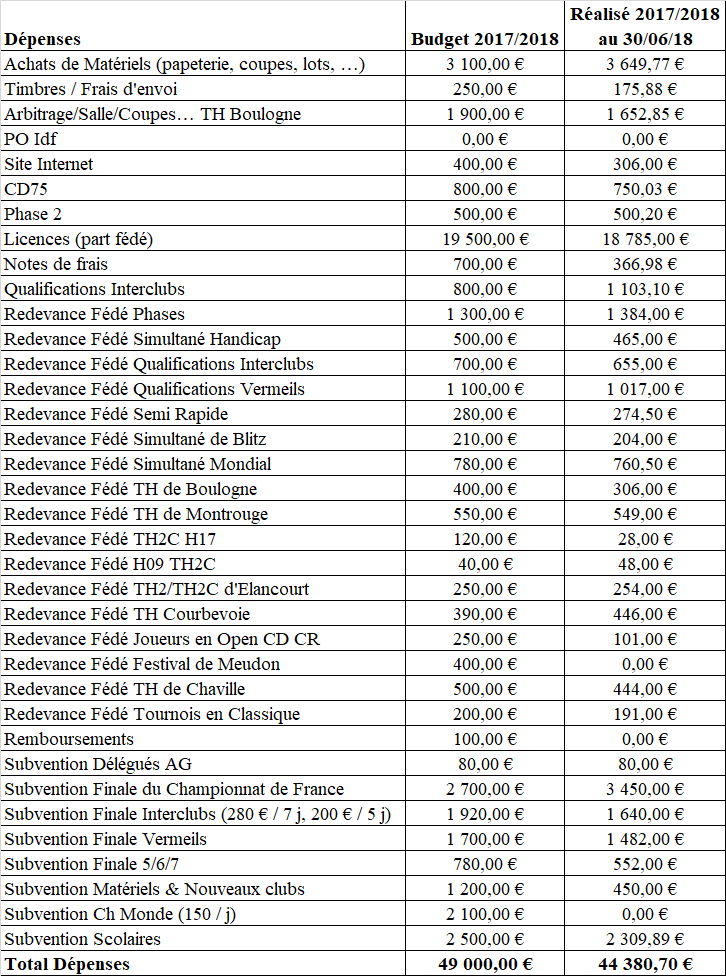 Dépenses Budget 2017/2018 Réalisé 2017/2018 au 30/06/18
Achats de Matériels (papeterie, coupes, lots, …) 3 100,00 € 3 649,77 €
Timbres / Frais d'envoi 250,00 € 175,88 €
Arbitrage/Salle/Coupes… TH Boulogne 1 900,00 € 1 652,85 €
PO Idf 0,00 € 0,00 €
Site Internet 400,00 € 306,00 €
CD75 800,00 € 750,03 €
Phase 2 500,00 € 500,20 €
Licences (part fédé) 19 500,00 € 18 785,00 €
Notes de frais 700,00 € 366,98 €
Qualifications Interclubs 800,00 € 1 103,10 €
Redevance Fédé Phases 1 300,00 € 1 384,00 €
Redevance Fédé Simultané Handicap 500,00 € 465,00 €
Redevance Fédé Qualifications Interclubs 700,00 € 655,00 €
Redevance Fédé Qualifications Vermeils 1 100,00 € 1 017,00 €
Redevance Fédé Semi Rapide 280,00 € 274,50 €
Redevance Fédé Simultané de Blitz 210,00 € 204,00 €
Redevance Fédé Simultané Mondial 780,00 € 760,50 €
Redevance Fédé TH de Boulogne 400,00 € 306,00 €
Redevance Fédé TH de Montrouge 550,00 € 549,00 €
Redevance Fédé TH2C H17 120,00 € 28,00 €
Redevance Fédé H09 TH2C 40,00 € 48,00 €
Redevance Fédé TH2/TH2C d'Elancourt 250,00 € 254,00 €
Redevance Fédé TH Courbevoie 390,00 € 446,00 €
Redevance Fédé Joueurs en Open CD CR 250,00 € 101,00 €
Redevance Fédé Festival de Meudon 400,00 € 0,00 €
Redevance Fédé TH de Chaville 500,00 € 444,00 €
Redevance Fédé Tournois en Classique 200,00 € 191,00 €
Remboursements 100,00 € 0,00 €
Subvention Délégués AG 80,00 € 80,00 €
Subvention Finale du Championnat de France 2 700,00 € 3 450,00 €
Subvention Finale Interclubs (280 € / 7 j, 200 € / 5 j) 1 920,00 € 1 640,00 €
Subvention Finale Vermeils 1 700,00 € 1 482,00 €
Subvention Finale 5/6/7 780,00 € 552,00 €
Subvention Matériels & Nouveaux clubs 1 200,00 € 450,00 €
Subvention Ch Monde (150 / j) 2 100,00 € 0,00 €
Subvention Scolaires 2 500,00 € 2 309,89 €
Total Dépenses 49 000,00 € 44 380,70 €